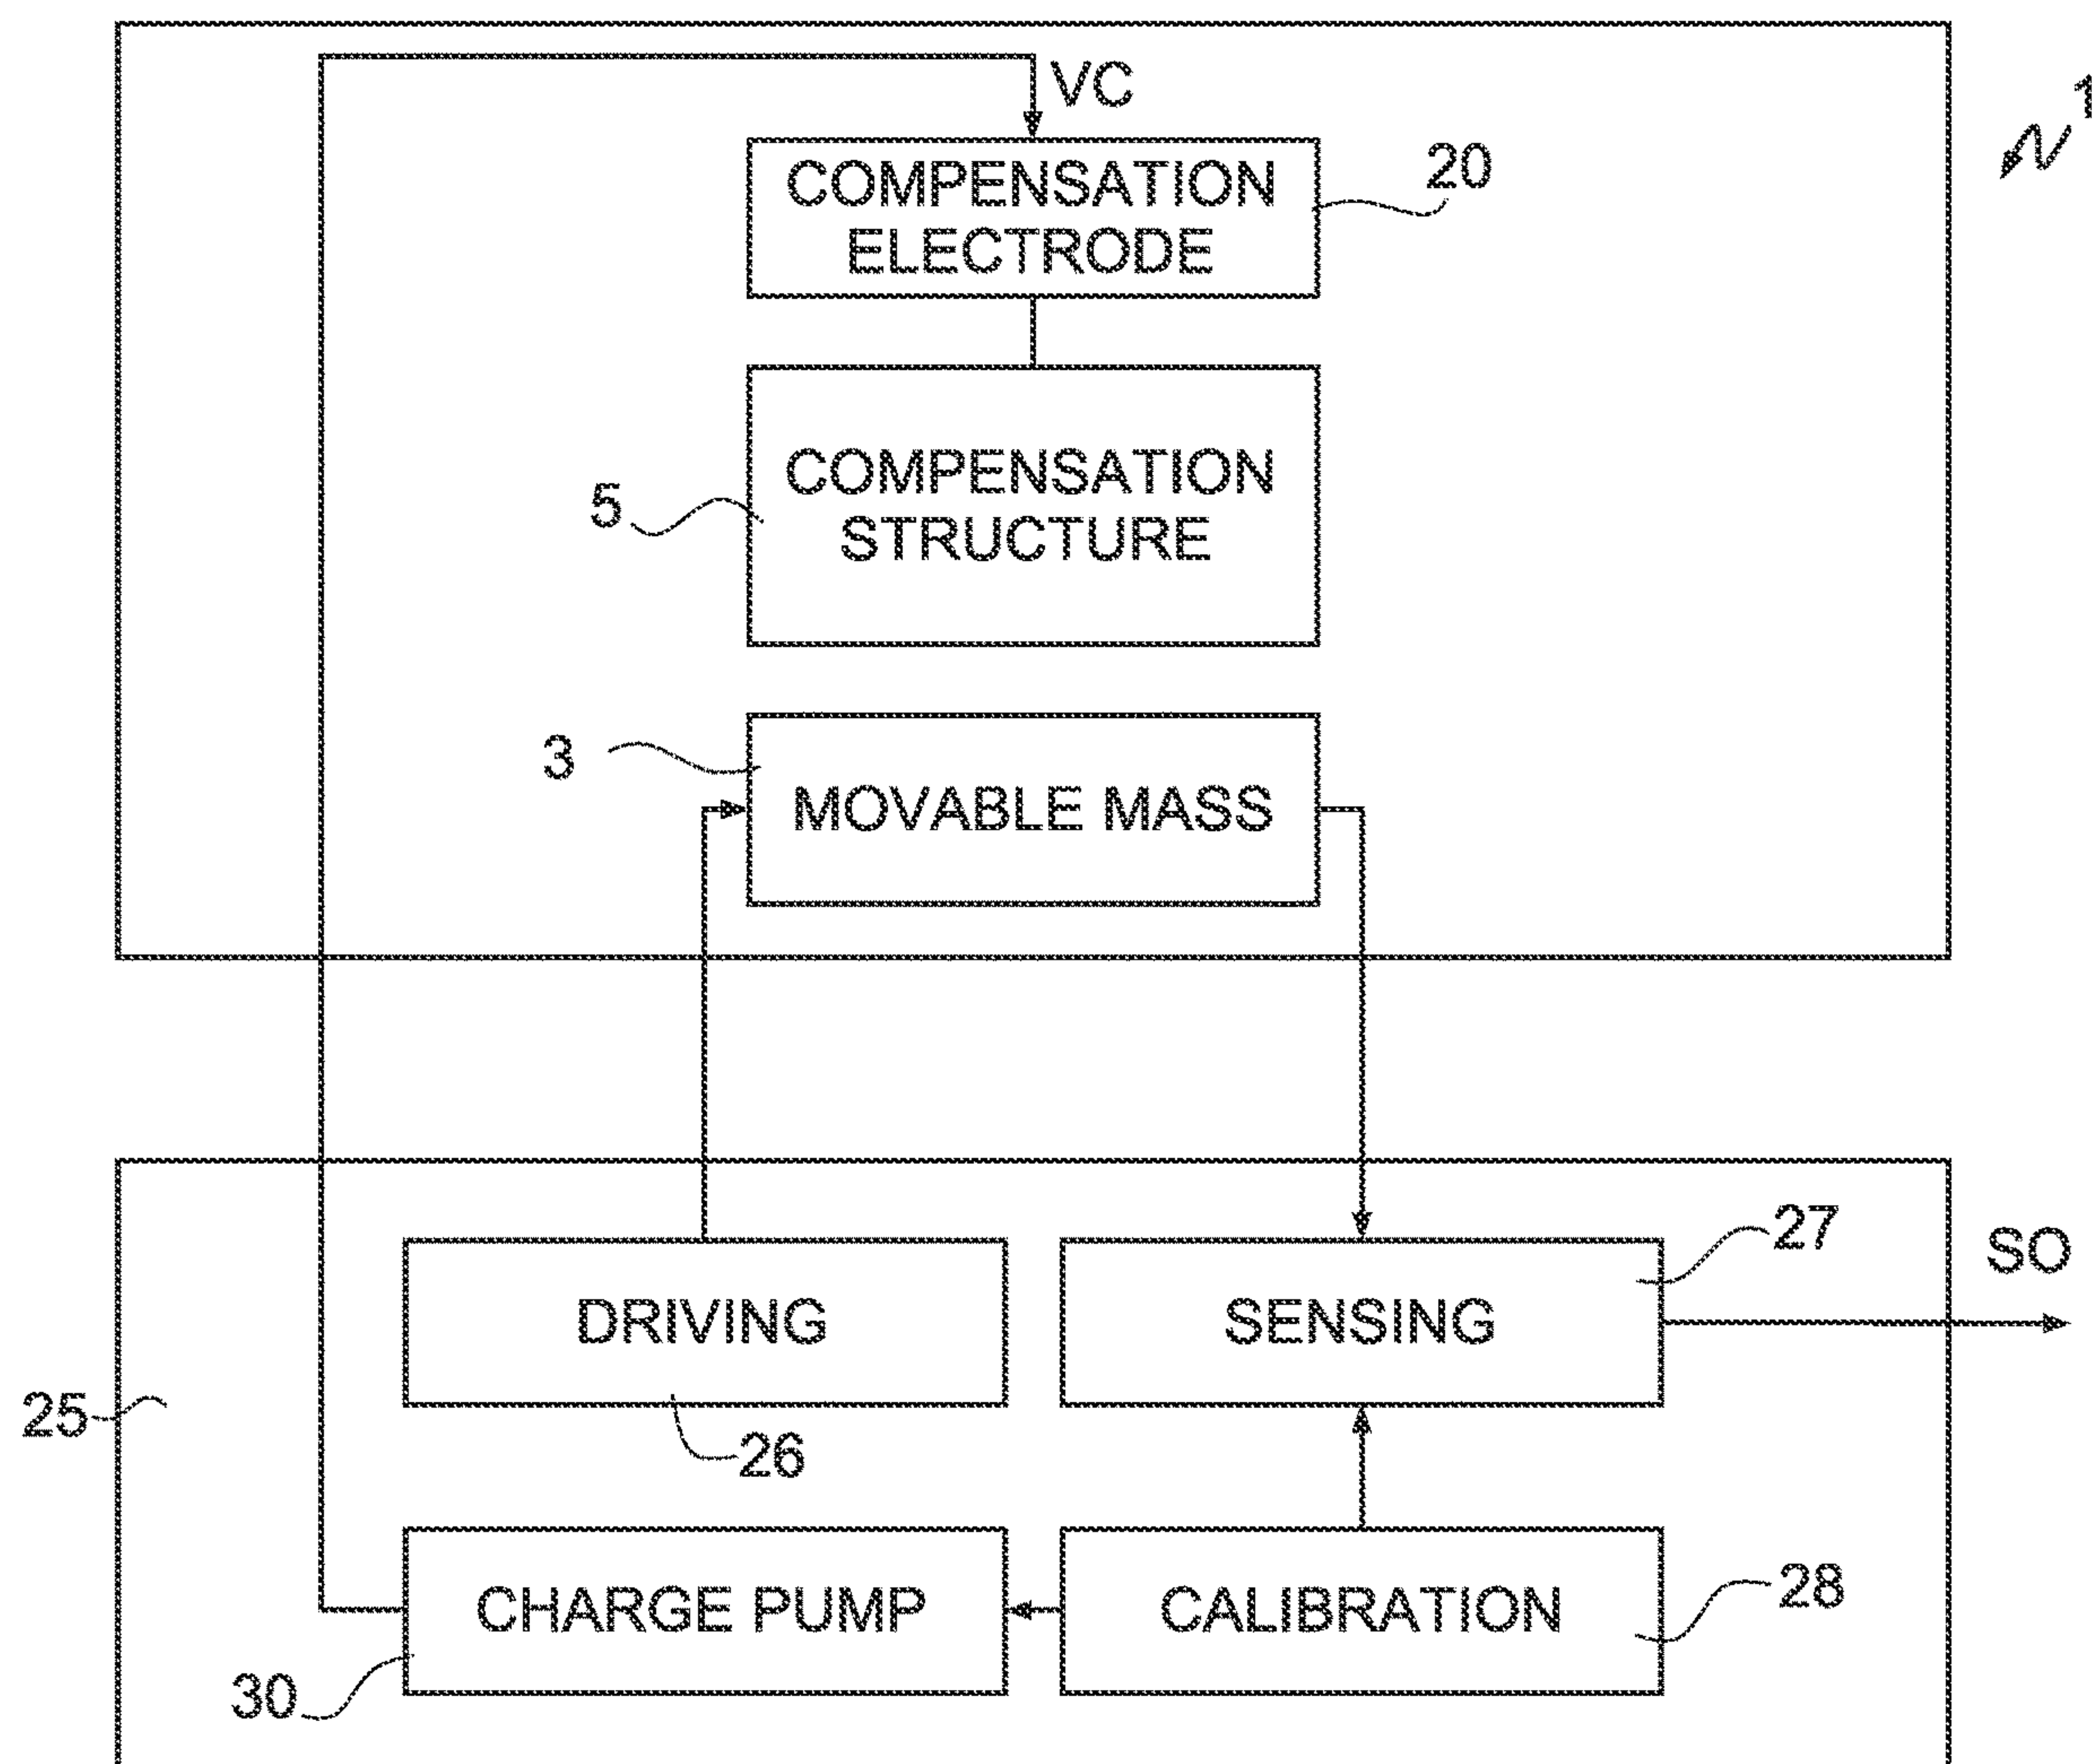 VC
1
COMPENSATION
ELECTRODE
20
COMPENSATION
STRUCTURE
5
3
MOVABLE MASS
27
SO
DRIVING
SENSING
25
26
CHARGE PUMP
CALIBRATION
28
30